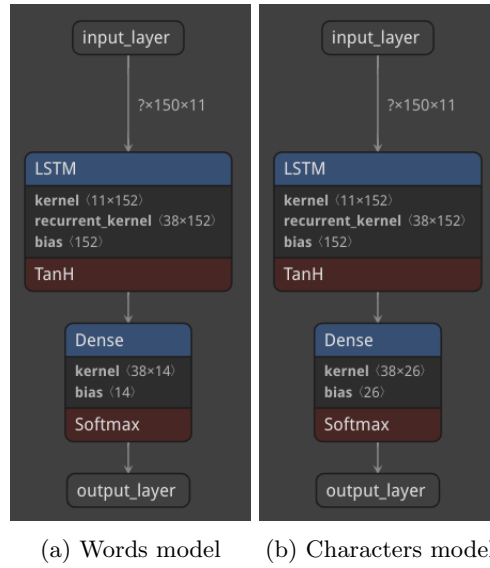 input_layer
?×150×11
LSTM
kernel ⟨11×152⟩
recurrent_kernel ⟨38×152⟩
bias ⟨152⟩
TanH
Dense
kernel ⟨38×14⟩
bias ⟨14⟩
Softmax
output_layer
(a) Words model
input_layer
?×150×11
LSTM
kernel ⟨11×152⟩
recurrent_kernel ⟨38×152⟩
bias ⟨152⟩
TanH
Dense
kernel ⟨38×26⟩
bias ⟨26⟩
Softmax
output_layer
(b) Characters model